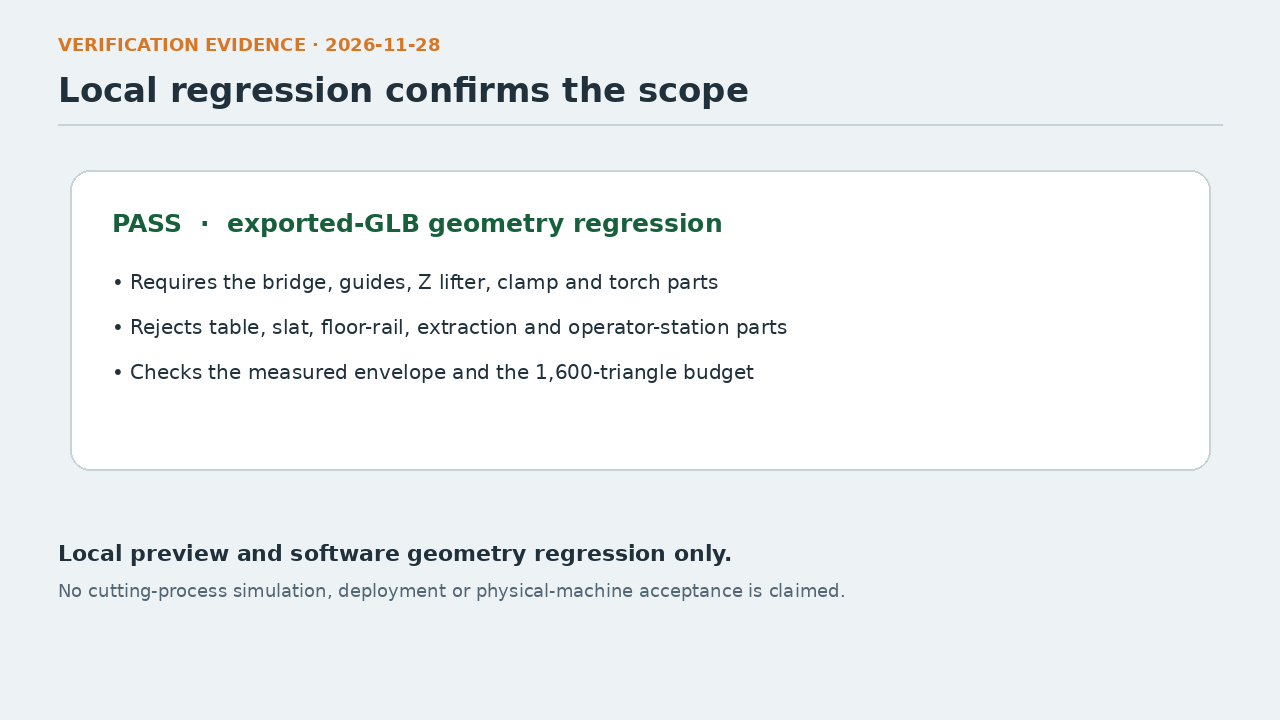 VERIFICATION EVIDENCE · 2026-11-28
Local regression confirms the scope
PASS · exported-GLB geometry regression
• Requires the bridge, guides, Z lifter, clamp and torch parts
• Rejects table, slat, floor-rail, extraction and operator-station parts
• Checks the measured envelope and the 1,600-triangle budget
Local preview and software geometry regression only.
No cutting-process simulation, deployment or physical-machine acceptance is claimed.